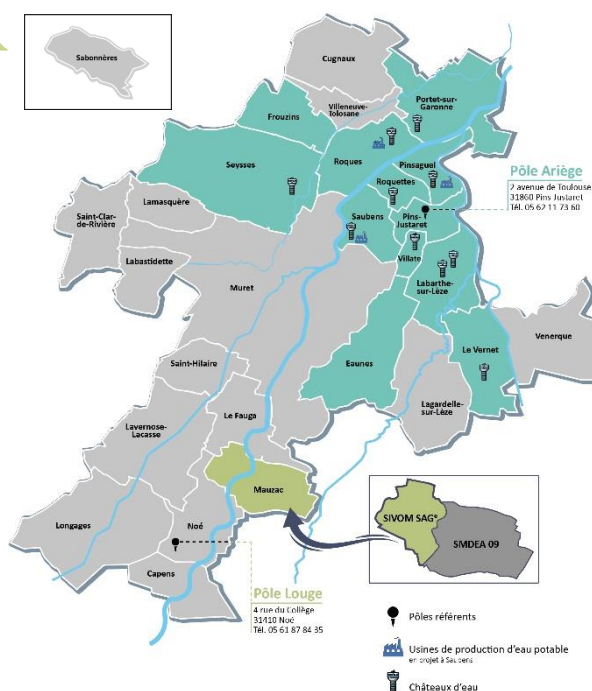 Sabonnères
Cugnaux
Villeneuve-
Tolosane
Portet-sur-
Garonne
Frouzins
Roques
Pinsaguel
Seysses
Roquettes
Pôle Ariège
2 avenue de Toulouse
31860 Pins Justaret
Tél. 05 62 11 73 60
Saint-Clar-
de-Rivière
Lamasquère
Saubens
Pins-
Justaret
Villate
Labastidette
Muret
Labarthe-
sur-Lèze
Venerque
Saint-Hilaire
Eaunes
Le Vernet
Lagardelle-
sur-Lèze
Le Fauga
Lavernose-
Lacasse
Mauzac
Longages
Noé
SIVOM SAGe
SMDEA 09
Capens
Pôle Louge
4 rue du Collège
31410 Noé
Tél. 05 61 87 84 35
Pôles référents
Usines de production d'eau potable
en projet à Saubens
Châteaux d'eau